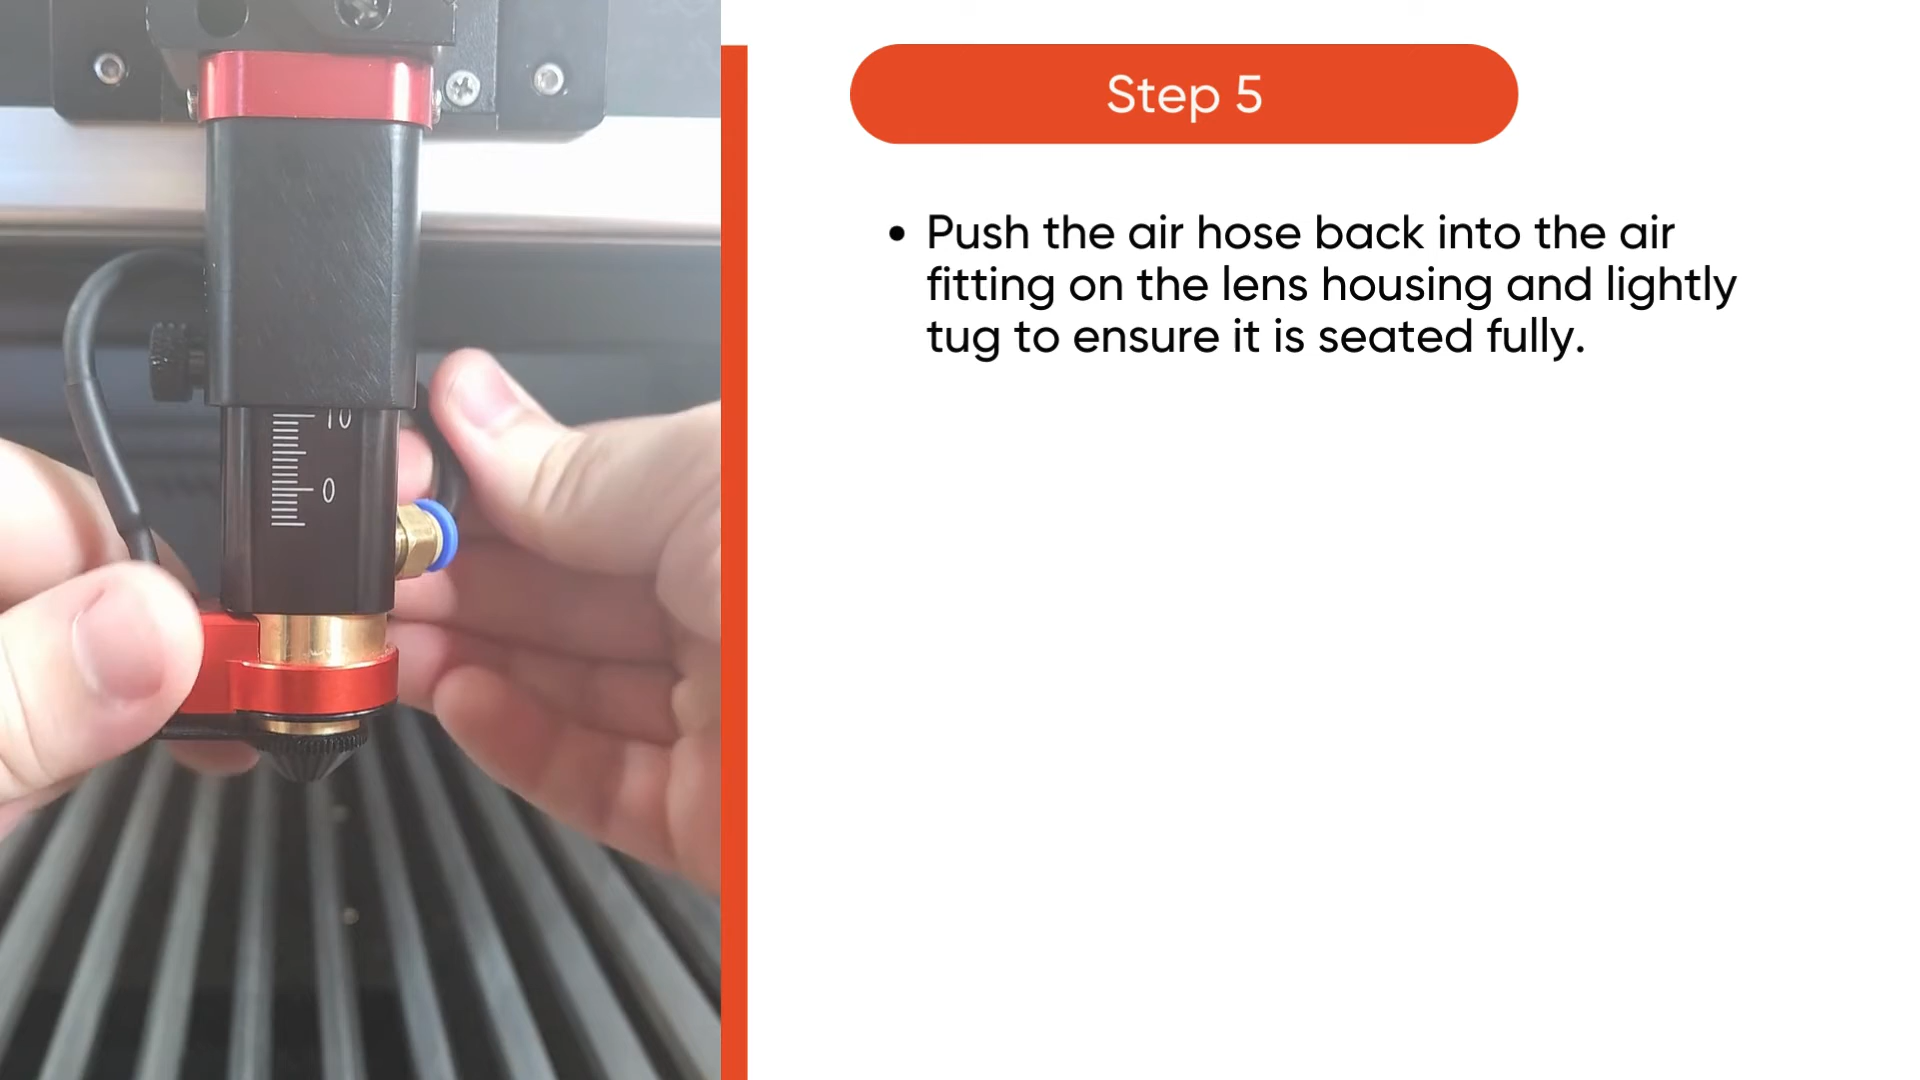 Step 5
• Push the air hose back into the air
fitting on the lens housing and lightly
tug to ensure it is seated fully.
10
0